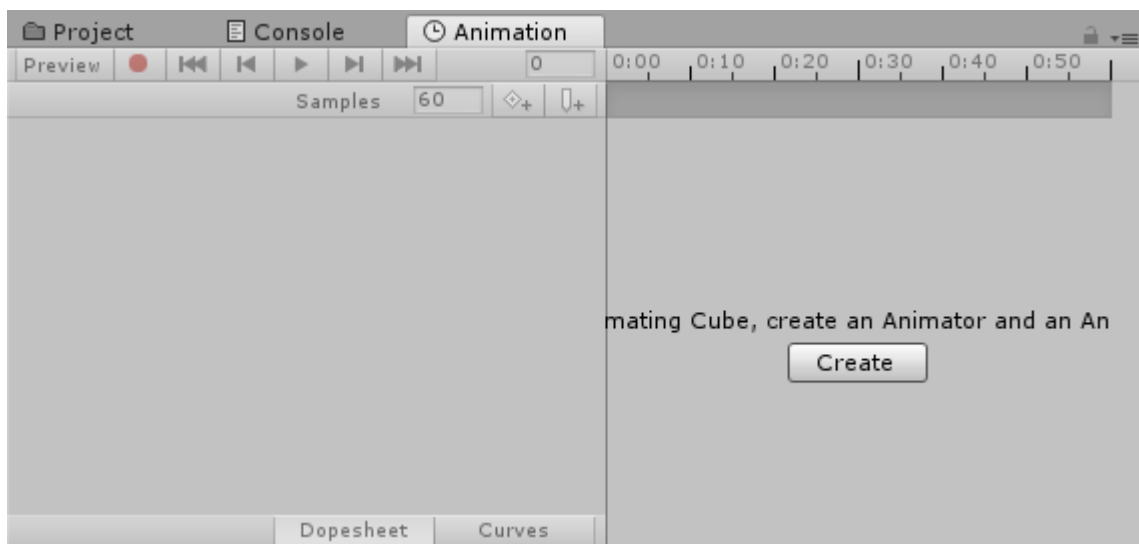 Project Console Animation
Preview 0 0:00 0:10 0:20 0:30 0:40 0:50
Samples 60
mating Cube, create an Animator and an An
Create
Dopesheet Curves